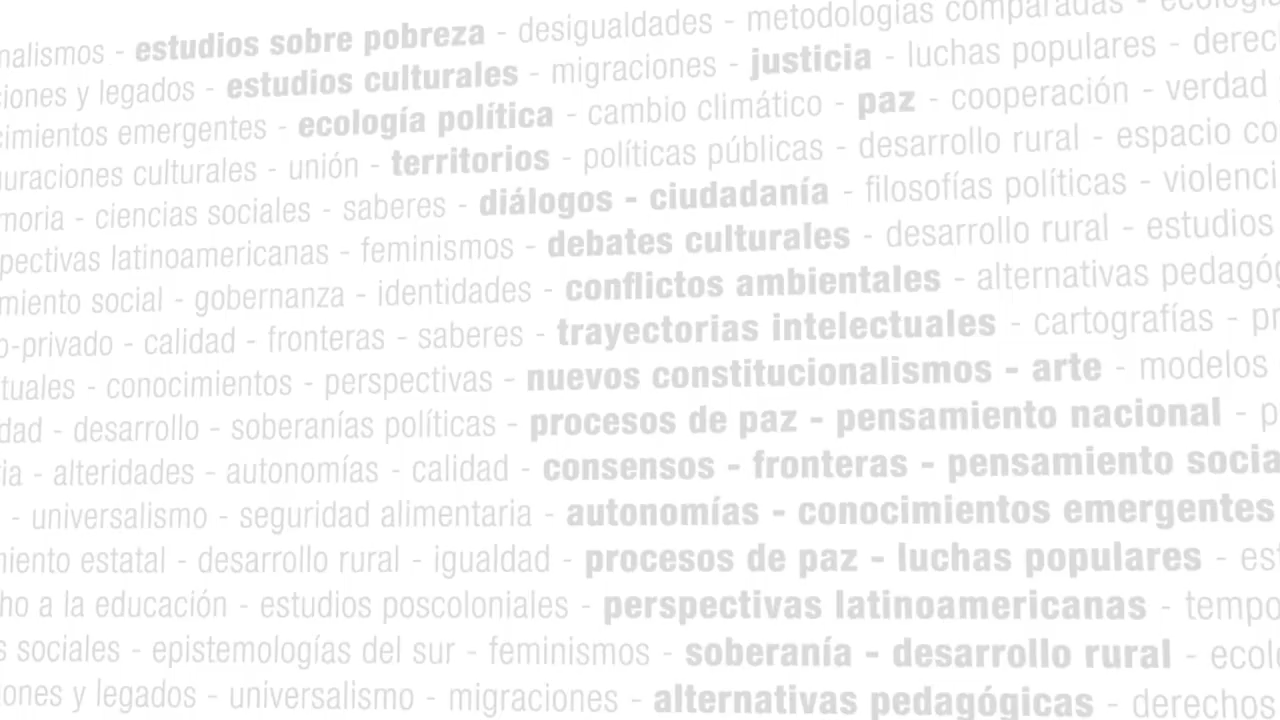 nalismos - estudios sobre pobreza - desigualdades - metodologías comparadas - ecología
ciones y legados - estudios culturales - migraciones - justicia - luchas populares - derec
cimientos emergentes - ecología política - cambio climático - paz - cooperación - verdad
uraciones culturales - unión - territorios - políticas públicas - desarrollo rural - espacio co
moria - ciencias sociales - saberes - diálogos - ciudadanía - filosofías políticas - violenci
pectivas latinoamericanas - feminismos - debates culturales - desarrollo rural - estudios
miento social - gobernanza - identidades - conflictos ambientales - alternativas pedagóg
o-privado - calidad - fronteras - saberes - trayectorias intelectuales - cartografías - pr
tuales - conocimientos - perspectivas - nuevos constitucionalismos - arte - modelos
dad - desarrollo - soberanías políticas - procesos de paz - pensamiento nacional - p
ia - alteridades - autonomías - calidad - consensos - fronteras - pensamiento socia
- universalismo - seguridad alimentaria - autonomías - conocimientos emergentes
niento estatal - desarrollo rural - igualdad - procesos de paz - luchas populares - est
ho a la educación - estudios poscoloniales - perspectivas latinoamericanas - tempo
s sociales - epistemologías del sur - feminismos - soberanía - desarrollo rural - ecol
iones y legados - universalismo - migraciones - alternativas pedagógicas - derechos